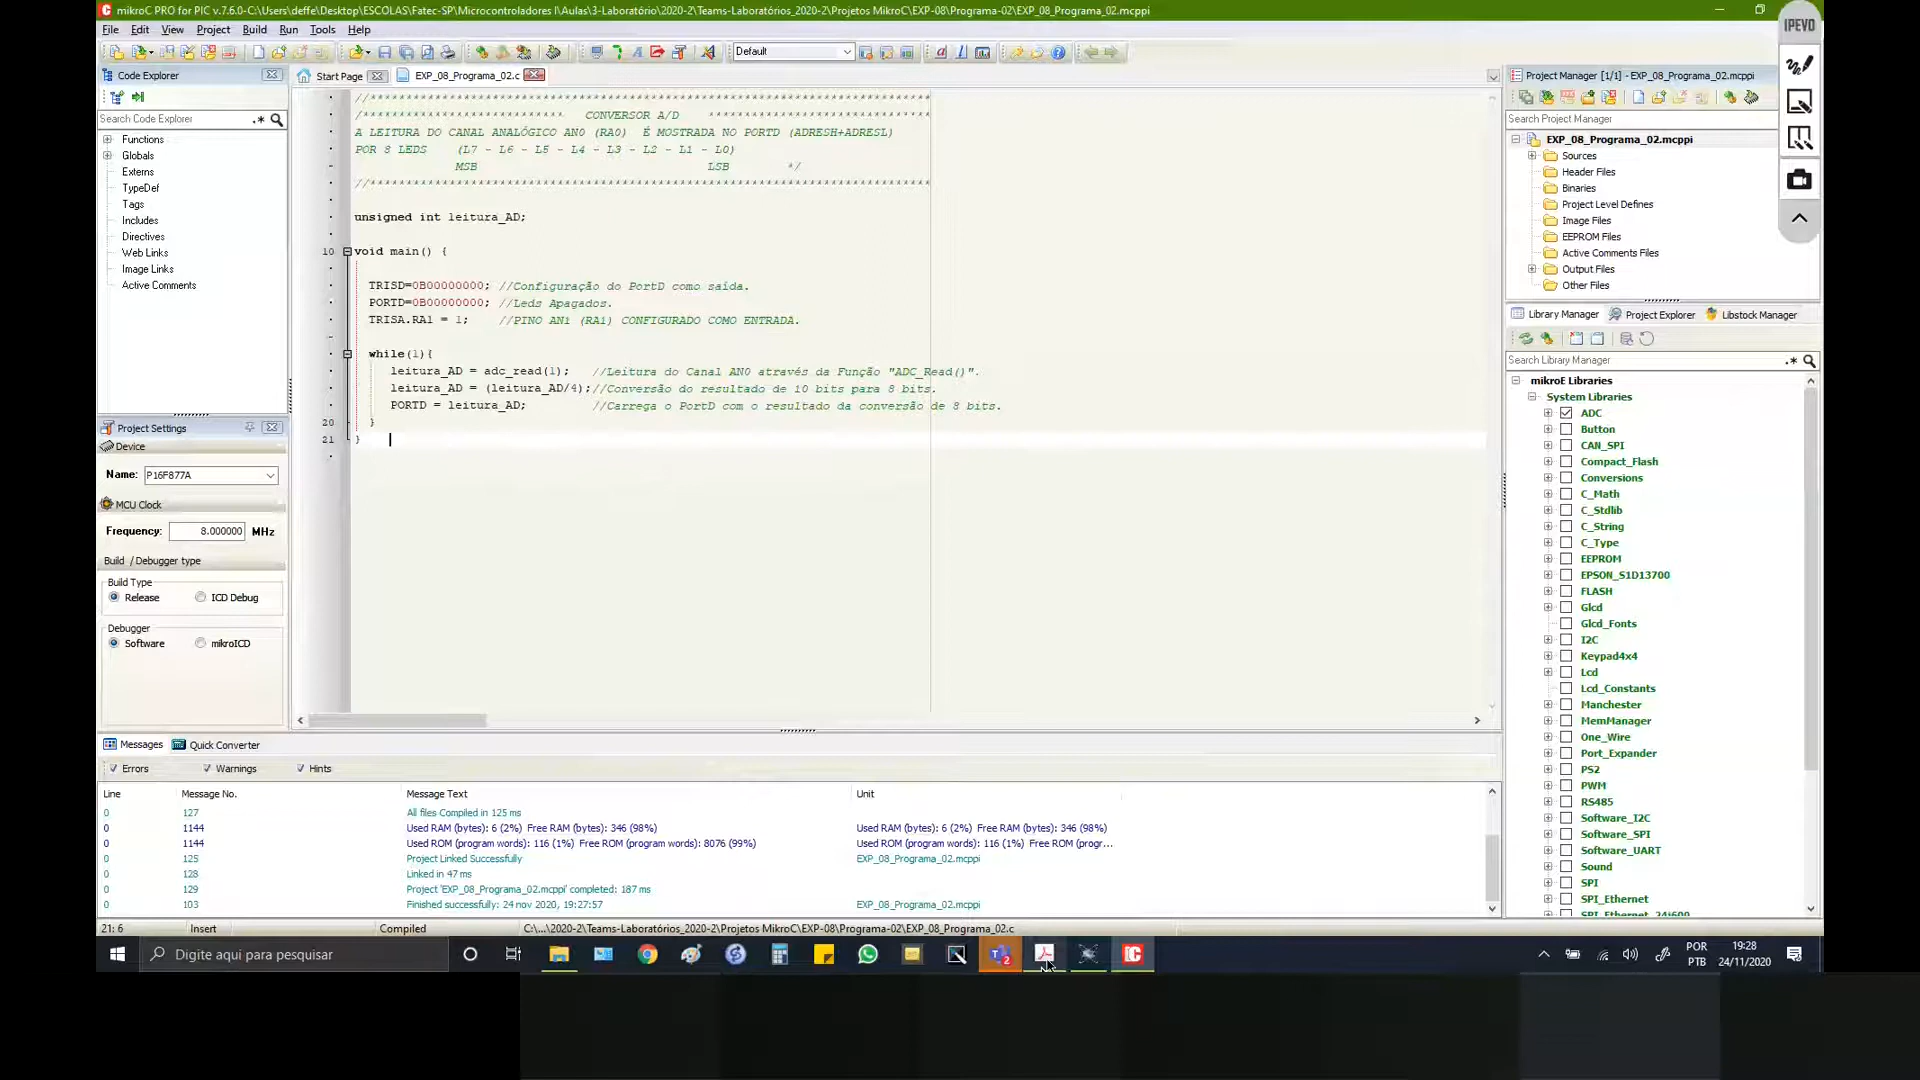 mikroC PRO for PIC v.7.6.0-C:\Users\deffe\Desktop\ESCOLAS\Fatec-SP\Microcontroladores I\Aulas\3-Laboratório\2020-2\Teams-Laboratórios_2020-2\Projetos MikroC\EXP-08\Programa-02\EXP_08_Programa_02.mcppi
IPEVO
File Edit View Project Build Run Tools Help
Default
Code Explorer
Start Page
EXP_08_Programa_02.c
Project Manager [1/1] - EXP_08_Programa_02.mcppi
Search Code Explorer
Functions
Globals
Externs
TypeDef
Tags
Includes
Directives
Web Links
Image Links
Active Comments
CONVERSOR A/D
A LEITURA DO CANAL ANALÓGICO AN0 (RA0) É MOSTRADA NO PORTD (ADRESH+ADRESL)
POR 8 LEDS (L7 - L6 - L5 - L4 - L3 - L2 - L1 - L0)
MSB LSB */
unsigned int leitura_AD;
10 void main() {
TRISD=0B00000000; //Configuração do PortD como saída.
PORTD=0B00000000; //Leds Apagados.
TRISA.RA1 = 1; //PINO AN1 (RA1) CONFIGURADO COMO ENTRADA.
while(1){
leitura_AD = adc_read(1); //Leitura do Canal AN0 através da Função "ADC_Read()".
leitura_AD = (leitura_AD/4);//Conversão do resultado de 10 bits para 8 bits.
PORTD = leitura_AD; //Carrega o PortD com o resultado da conversão de 8 bits.
20 }
21 }
Project Settings
Device
Name: P16F877A
MCU Clock
Frequency: 8.000000 MHz
Build / Debugger type
Build Type
Release ICD Debug
Debugger
Software mikroICD
Search Project Manager
EXP_08_Programa_02.mcppi
Sources
Header Files
Binaries
Project Level Defines
Image Files
EEPROM Files
Active Comments Files
Output Files
Other Files
Library Manager Project Explorer Libstock Manager
Search Library Manager
mikroE Libraries
System Libraries
ADC
Button
CAN_SPI
Compact_Flash
Conversions
C_Math
C_Stdlib
C_String
C_Type
EEPROM
EPSON_S1D13700
FLASH
Glcd
Glcd_Fonts
I2C
Keypad4x4
Lcd
Lcd_Constants
Manchester
MemManager
One_Wire
Port_Expander
PS2
PWM
RS485
Software_I2C
Software_SPI
Software_UART
Sound
SPI
SPI_Ethernet
SPI_Ethernet_24j600
Messages Quick Converter
Errors Warnings Hints
Line Message No. Message Text Unit
0 127 All files Compiled in 125 ms
0 1144 Used RAM (bytes): 6 (2%) Free RAM (bytes): 346 (98%) Used RAM (bytes): 6 (2%) Free RAM (bytes): 346 (98%)
0 1144 Used ROM (program words): 116 (1%) Free ROM (program words): 8076 (99%) Used ROM (program words): 116 (1%) Free ROM (progr...
0 125 Project Linked Successfully EXP_08_Programa_02.mcppi
0 128 Linked in 47 ms
0 129 Project 'EXP_08_Programa_02.mcppi' completed: 187 ms
0 103 Finished successfully: 24 nov 2020, 19:27:57 EXP_08_Programa_02.mcppi
21: 6 Insert Compiled C:\...\2020-2\Teams-Laboratórios_2020-2\Projetos MikroC\EXP-08\Programa-02\EXP_08_Programa_02.c
Digite aqui para pesquisar
POR
PTB
19:28
24/11/2020